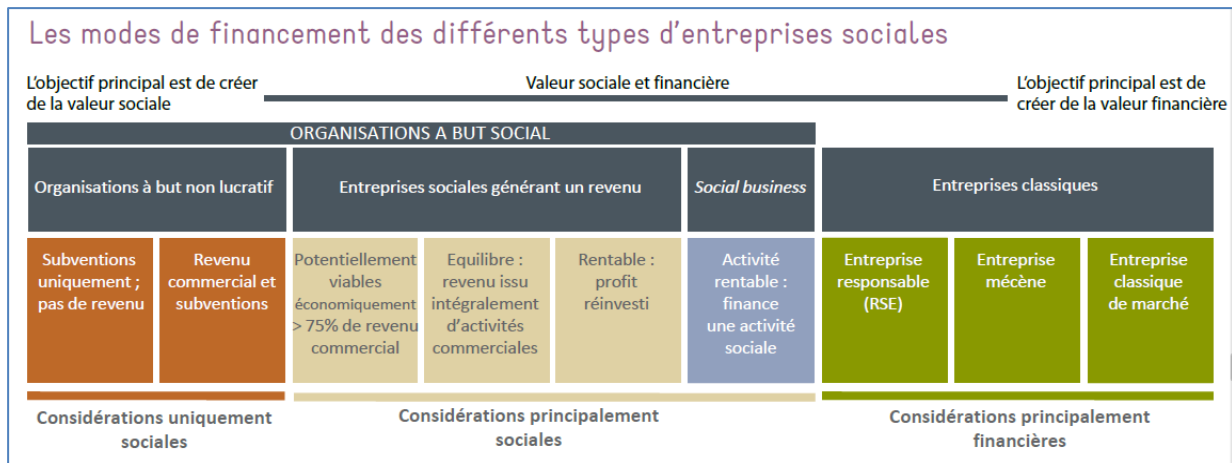 Les modes de financement des différents types d'entreprises sociales
L'objectif principal est de créer
de la valeur sociale
Valeur sociale et financière
L'objectif principal est de
créer de la valeur financière
ORGANISATIONS A BUT SOCIAL
Organisations à but non lucratif
Entreprises sociales générant un revenu
Social business
Entreprises classiques
Subventions
uniquement ;
pas de revenu
Revenu
commercial et
subventions
Potentiellement
viables
économiquement
> 75% de revenu
commercial
Equilibre :
revenu issu
intégralement
d'activités
commerciales
Rentable :
profit
réinvesti
Activité
rentable :
finance
une activité
sociale
Entreprise
responsable
(RSE)
Entreprise
mécène
Entreprise
classique
de marché
Considérations uniquement
sociales
Considérations principalement
sociales
Considérations principalement
financières